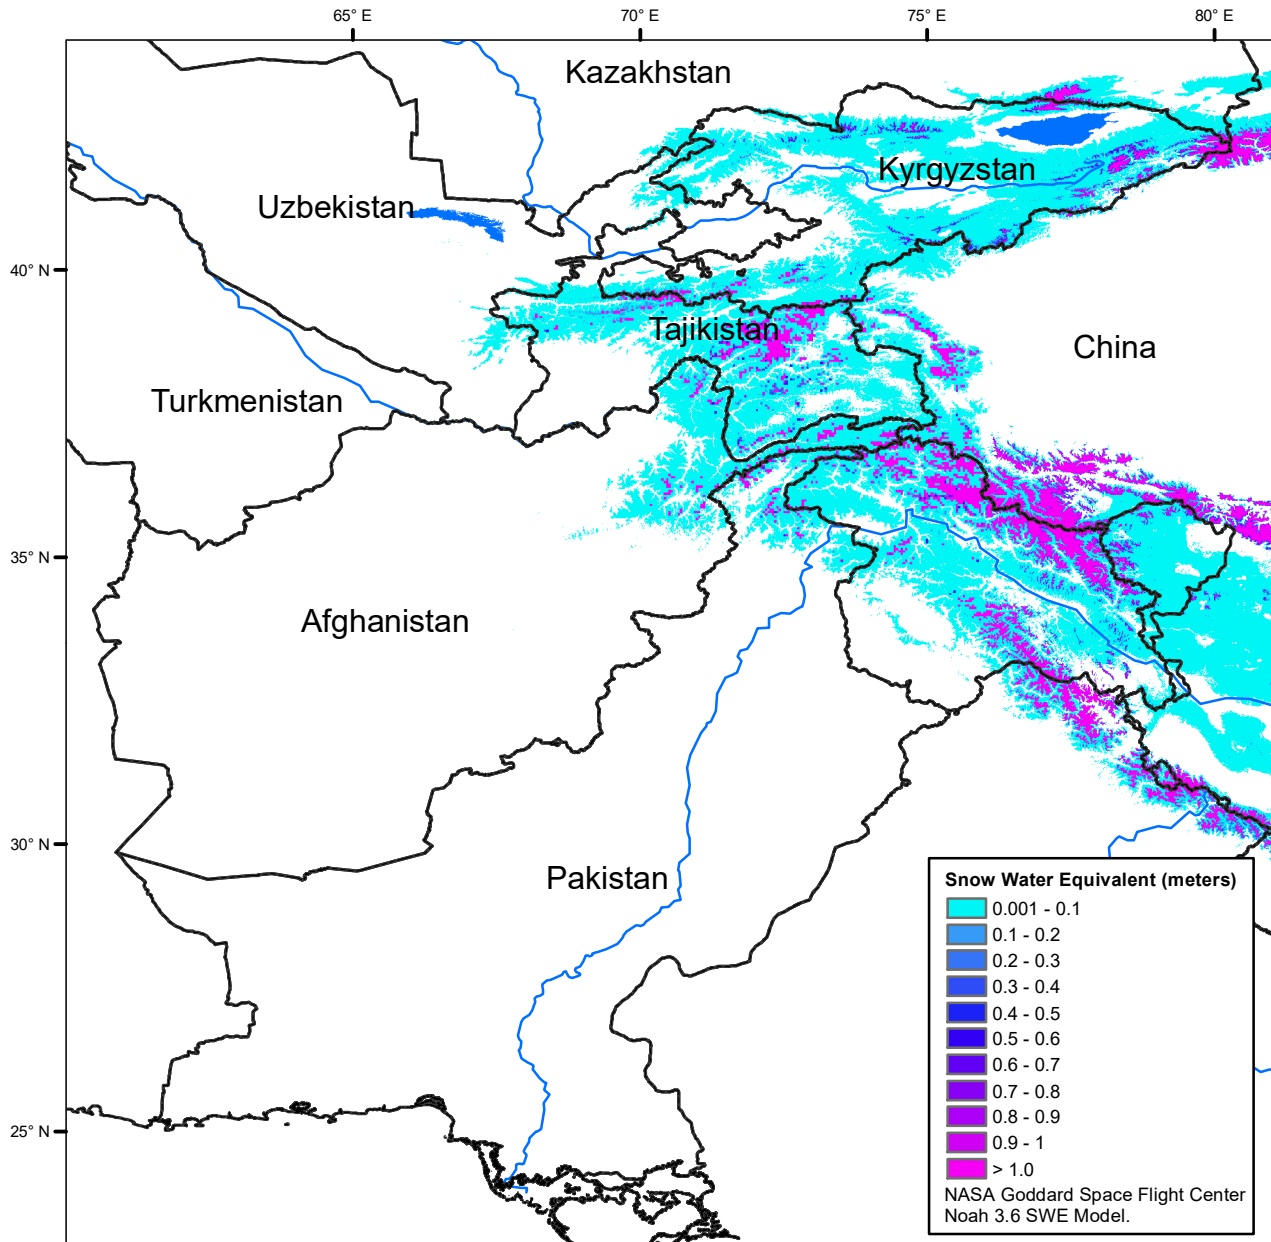 65° E
70° E
75° E
80° E
Kazakhstan
Kyrgyzstan
Uzbekistan
40° N
Tajikistan
China
Turkmenistan
35° N
Afghanistan
30° N
Pakistan
25° N
Snow Water Equivalent (meters)
0.001 - 0.1
0.1 - 0.2
0.2 - 0.3
0.3 - 0.4
0.4 - 0.5
0.5 - 0.6
0.6 - 0.7
0.7 - 0.8
0.8 - 0.9
0.9 - 1
> 1.0
NASA Goddard Space Flight Center
Noah 3.6 SWE Model.